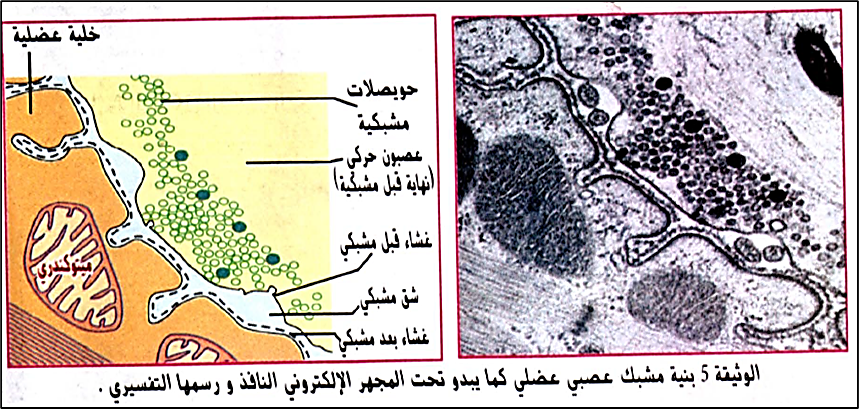 خلية عضلية
حويصلات
مشبكية
عصبون حركي
(نهاية قبل مشبكية)
غشاء قبل مشبكي
شق مشبكي
غشاء بعد مشبكي
ميتوكندري
الوثيقة 5 بنية مشبك عصبي عضلي كما يبدو تحت المجهر الإلكتروني النافذ و رسمها التفسيري .